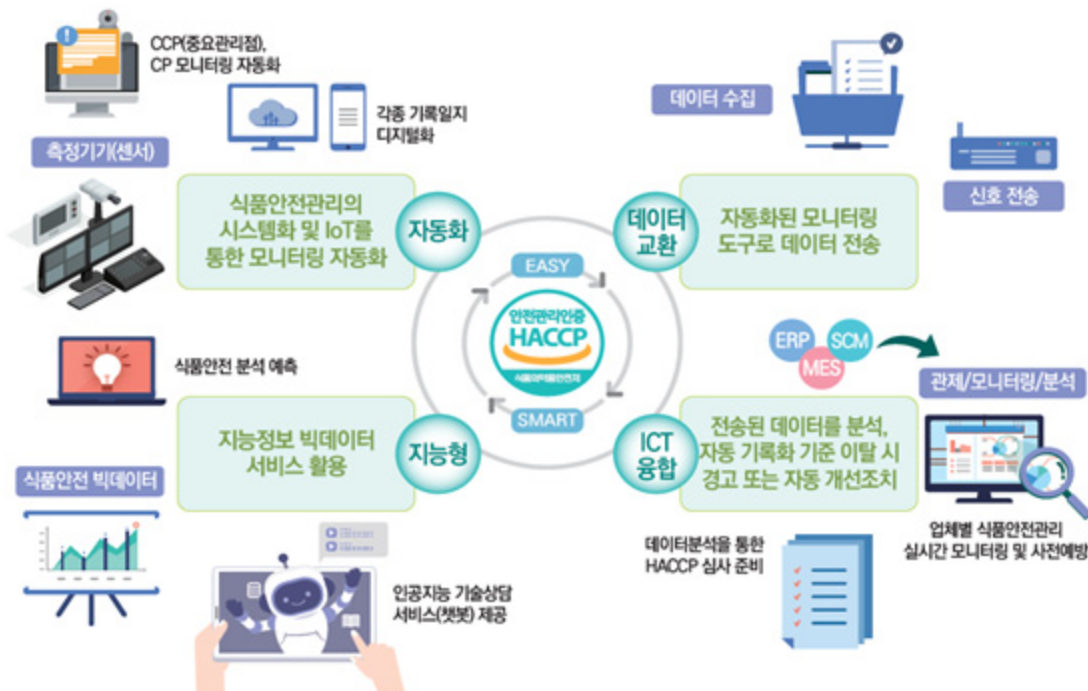 CCP(중요관리점),
CP 모니터링 자동화
각종 기록일지
디지털화
측정기기(센서)
식품안전관리의
시스템화 및 IoT를
통한 모니터링 자동화
자동화
데이터 수집
신호 전송
데이터
교환
자동화된 모니터링
도구로 데이터 전송
EASY
안전관리인증
HACCP
식품의약품안전처
SMART
식품안전 분석 예측
지능정보 빅데이터
서비스 활용
지능형
식품안전 빅데이터
인공지능 기술상담
서비스(챗봇) 제공
ERP
SCM
MES
관제/모니터링/분석
ICT
융합
전송된 데이터를 분석,
자동 기록화 기준 이탈 시
경고 또는 자동 개선조치
업체별 식품안전관리
실시간 모니터링 및 사전예방
데이터분석을 통한
HACCP 심사 준비